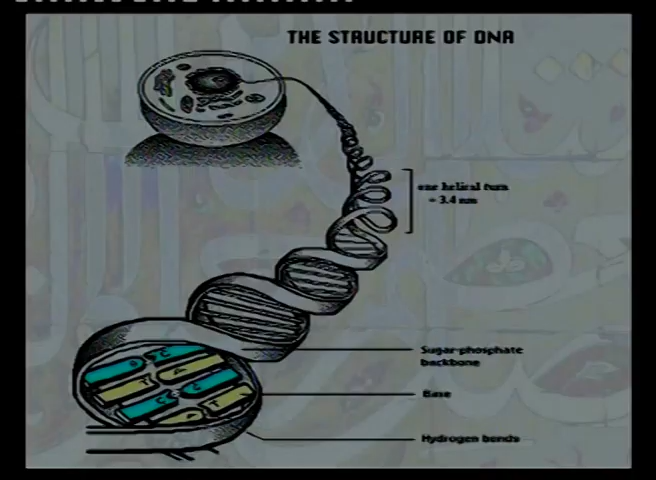 THE STRUCTURE OF DNA
one helical turn
= 3.4 nm
Sugar-phosphate
backbone
Base
Hydrogen bonds
G C
T A
C G
A